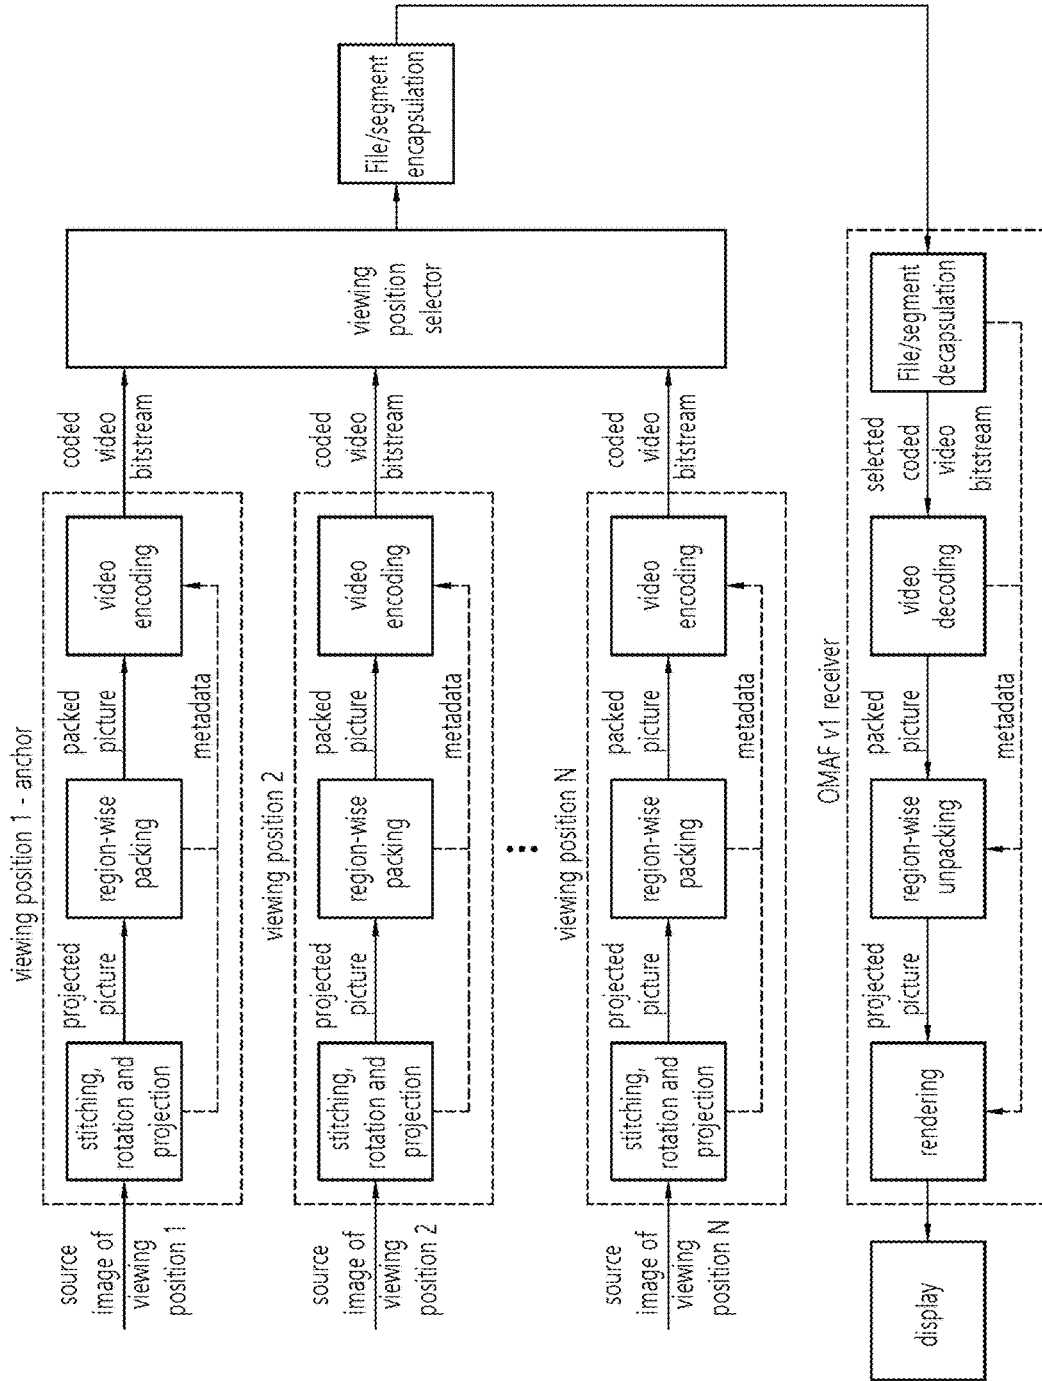 viewing position 1 - anchor
source
image of
viewing
position 1
stitching,
rotation and
projection
projected
picture
region-wise
packing
packed
picture
video
encoding
metadata
coded
video
bitstream
viewing position 2
source
image of
viewing
position 2
stitching,
rotation and
projection
projected
picture
region-wise
packing
packed
picture
video
encoding
metadata
coded
video
bitstream
viewing position N
source
image of
viewing
position N
stitching,
rotation and
projection
projected
picture
region-wise
packing
packed
picture
video
encoding
metadata
coded
video
bitstream
viewing
position
selector
File/segment
encapsulation
OMAF v1 receiver
display
rendering
projected
picture
region-wise
unpacking
packed
picture
video
decoding
metadata
selected
coded
video
bitstream
File/segment
decapsulation